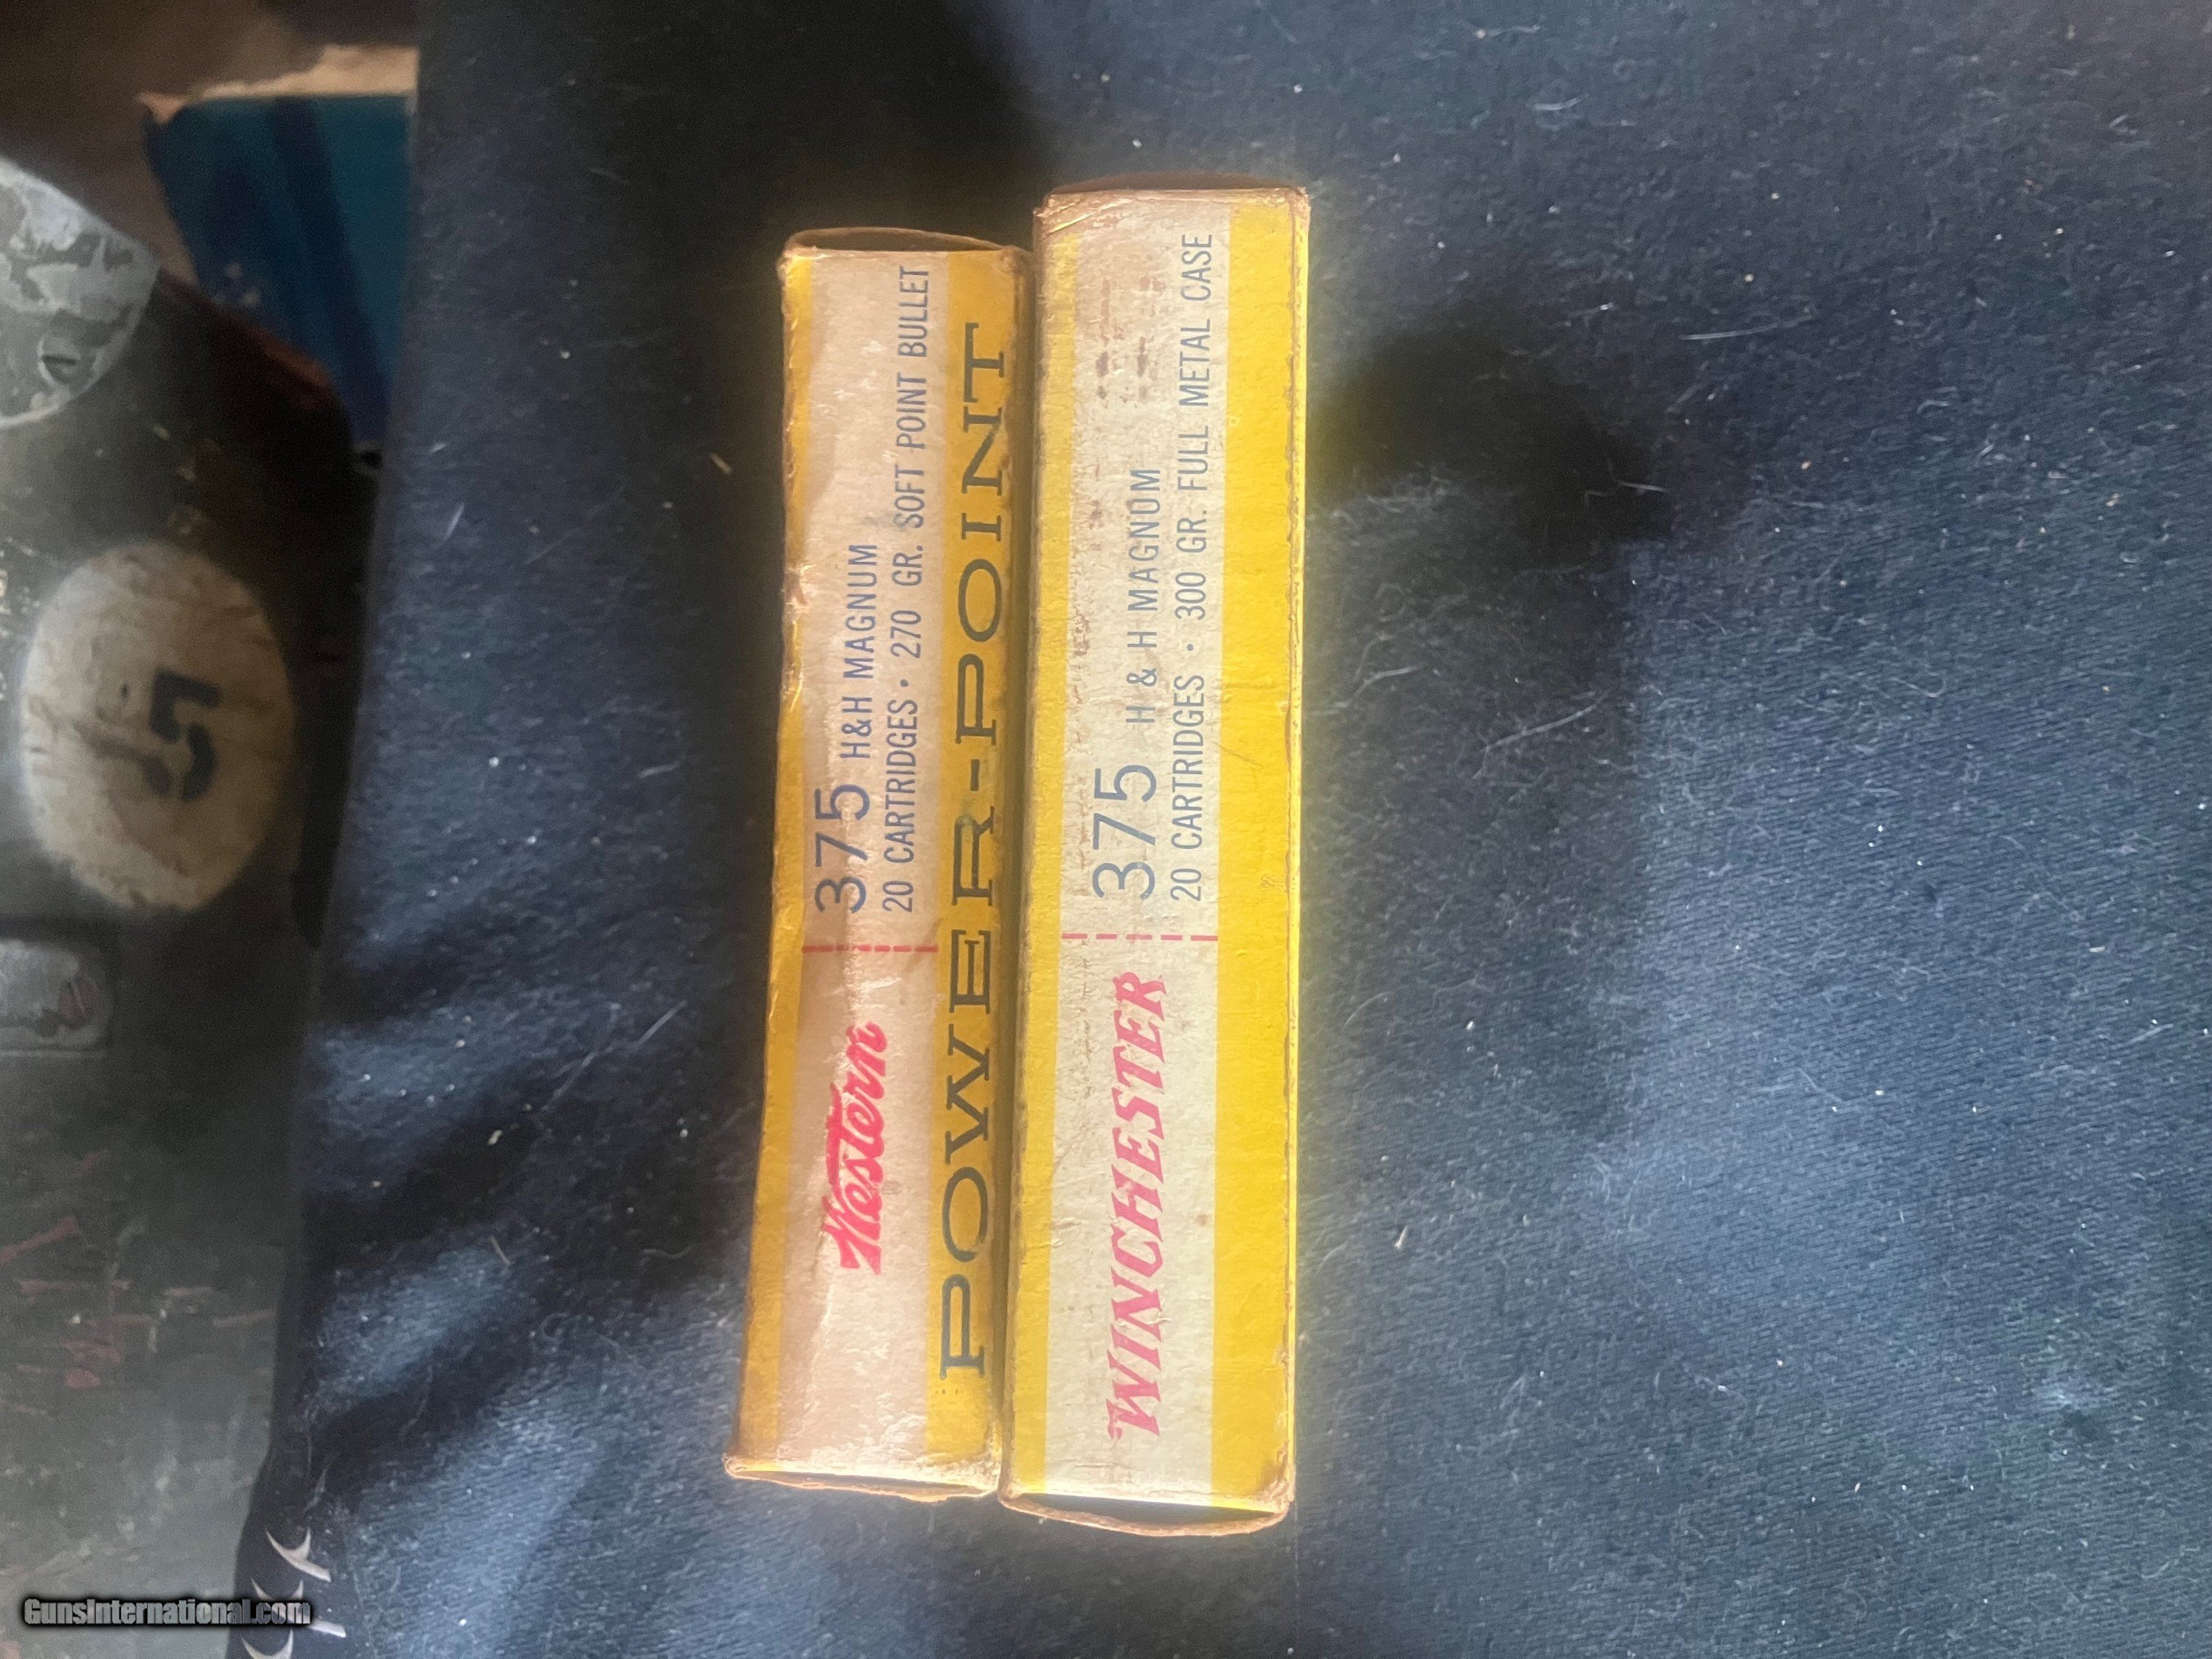 Western
375 H&H MAGNUM
20 CARTRIDGES · 270 GR. SOFT POINT BULLET
POWER-POINT
WINCHESTER
375 H & H MAGNUM
20 CARTRIDGES · 300 GR. FULL METAL CASE
5
GunsInternational.com